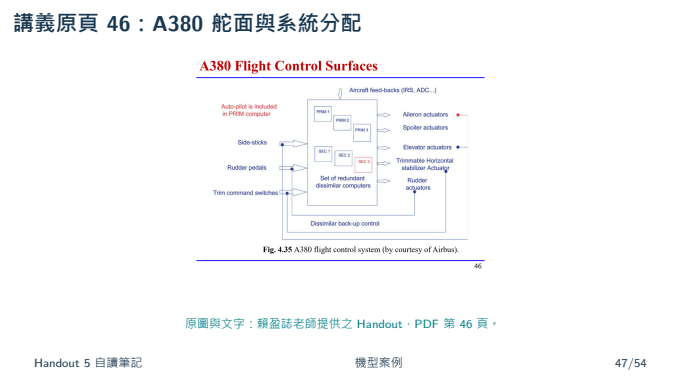 講義原頁 46：A380 舵面與系統分配
A380 Flight Control Surfaces
Aircraft feed-backs (IRS, ADC...)
Auto-pilot is included
in PRIM computer
PRIM 1
PRIM 2
PRIM 3
Aileron actuators
Spoiler actuators
Side-sticks
Elevator actuators
SEC 1
SEC 2
SEC 3
Trimmable Horizontal
stabilizer Actuator
Rudder pedals
Set of redundant
dissimilar computers
Rudder
actuators
Trim command switches
Dissimilar back-up control
Fig. 4.35 A380 flight control system (by courtesy of Airbus).
46
原圖與文字：賴盈誌老師提供之 Handout，PDF 第 46 頁。
Handout 5 自讀筆記
機型案例
47/54